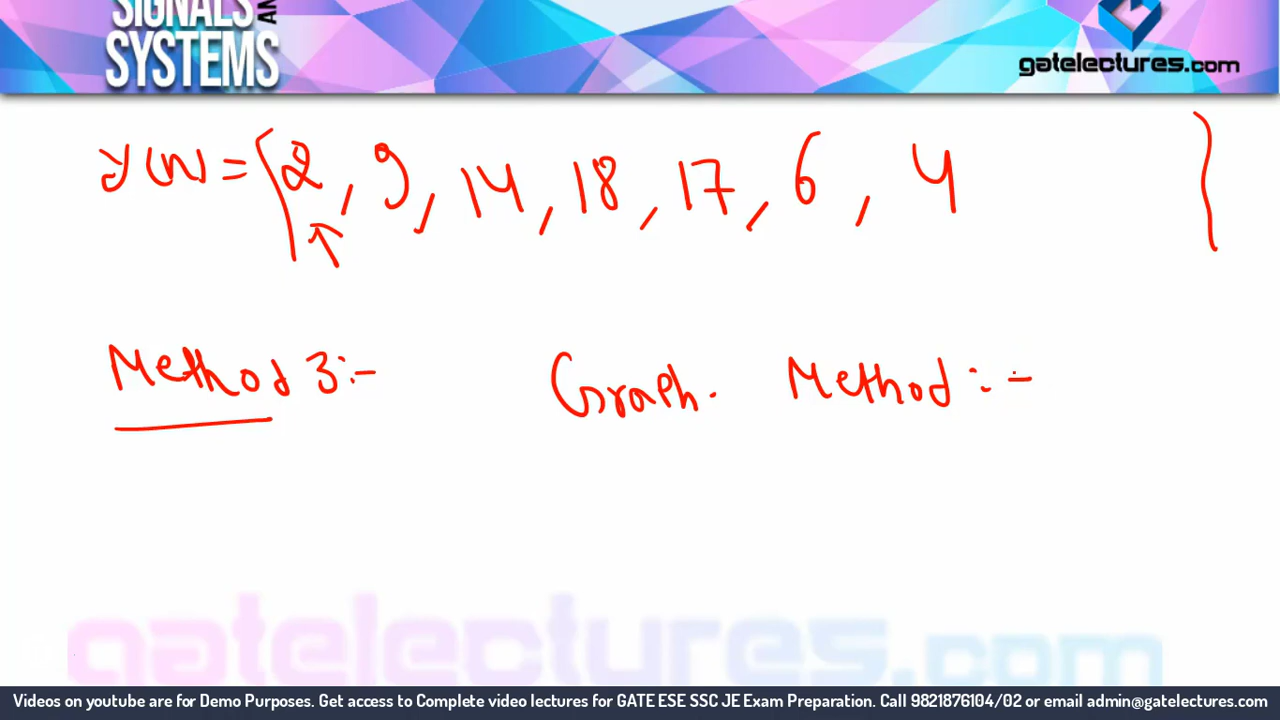 SIGNALS AN
SYSTEMS
gatelectures.com
y(n) = { 2, 9, 14, 18, 17, 6, 4 }
↑
Method 3:- Graph. Method :-
gatelectures.com
Videos on youtube are for Demo Purposes. Get access to Complete video lectures for GATE ESE SSC JE Exam Preparation. Call 9821876104/02 or email admin@gatelectures.com